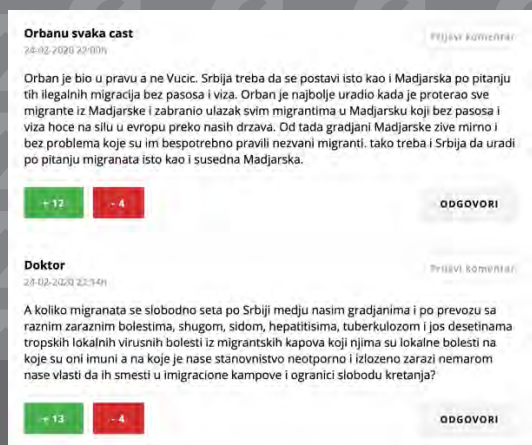 Orbanu svaka cast
Prijavi komentar
24-02-2020 22:00h
Orban je bio u pravu a ne Vucic. Srbija treba da se postavi isto kao i Madjarska po pitanju
tih ilegalnih migracija bez pasosa i viza. Orban je najbolje uradio kada je proterao sve
migrante iz Madjarske i zabranio ulazak svim migrantima u Madjarsku koji bez pasosa i
viza hoce na silu u evropu preko nasih drzava. Od tada gradjani Madjarske zive mirno i
bez problema koje su im bespotrebno pravili nezvani migranti. tako treba i Srbija da uradi
po pitanju migranata isto kao i susedna Madjarska.
+ 12 - 4 ODGOVORI
Doktor
Prijavi komentar
24-02-2020 22:14h
A koliko migranata se slobodno seta po Srbiji medju nasim gradjanima i po prevozu sa
raznim zaraznim bolestima, shugom, sidom, hepatitisima, tuberkulozom i jos desetinama
tropskih lokalnih virusnih bolesti iz migrantskih kapova koji njima su lokalne bolesti na
koje su oni imuni a na koje je nase stanovnistvo neotporno i izlozeno zarazi nemarom
nase vlasti da ih smesti u imigracione kampove i ogranici slobodu kretanja?
+ 13 - 4 ODGOVORI